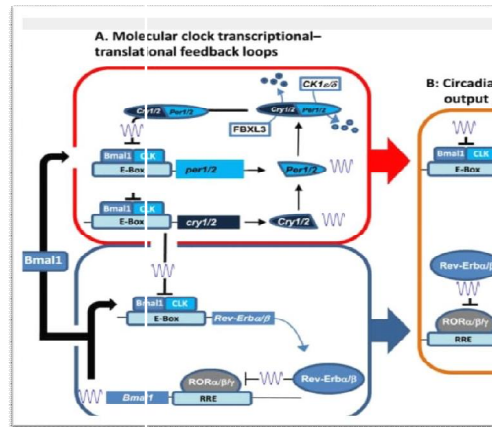 A. Molecular clock transcriptional–
translational feedback loops
B: Circadia
output
CK1ε/δ
Cry1/2 Per1/2
Cry1/2 Per1/2
FBXL3
Bmal1 CLK
E-Box
per1/2
Per1/2
Bmal1 CLK
E-Box
cry1/2
Cry1/2
Bmal1 CLK
E-Box
Bmal1
Rev-Erbα/β
RORα/β/γ
RRE
Bmal1 CLK
E-Box
Rev-Erbα/β
RORα/β/γ
Rev-Erbα/β
Bmal1
RRE